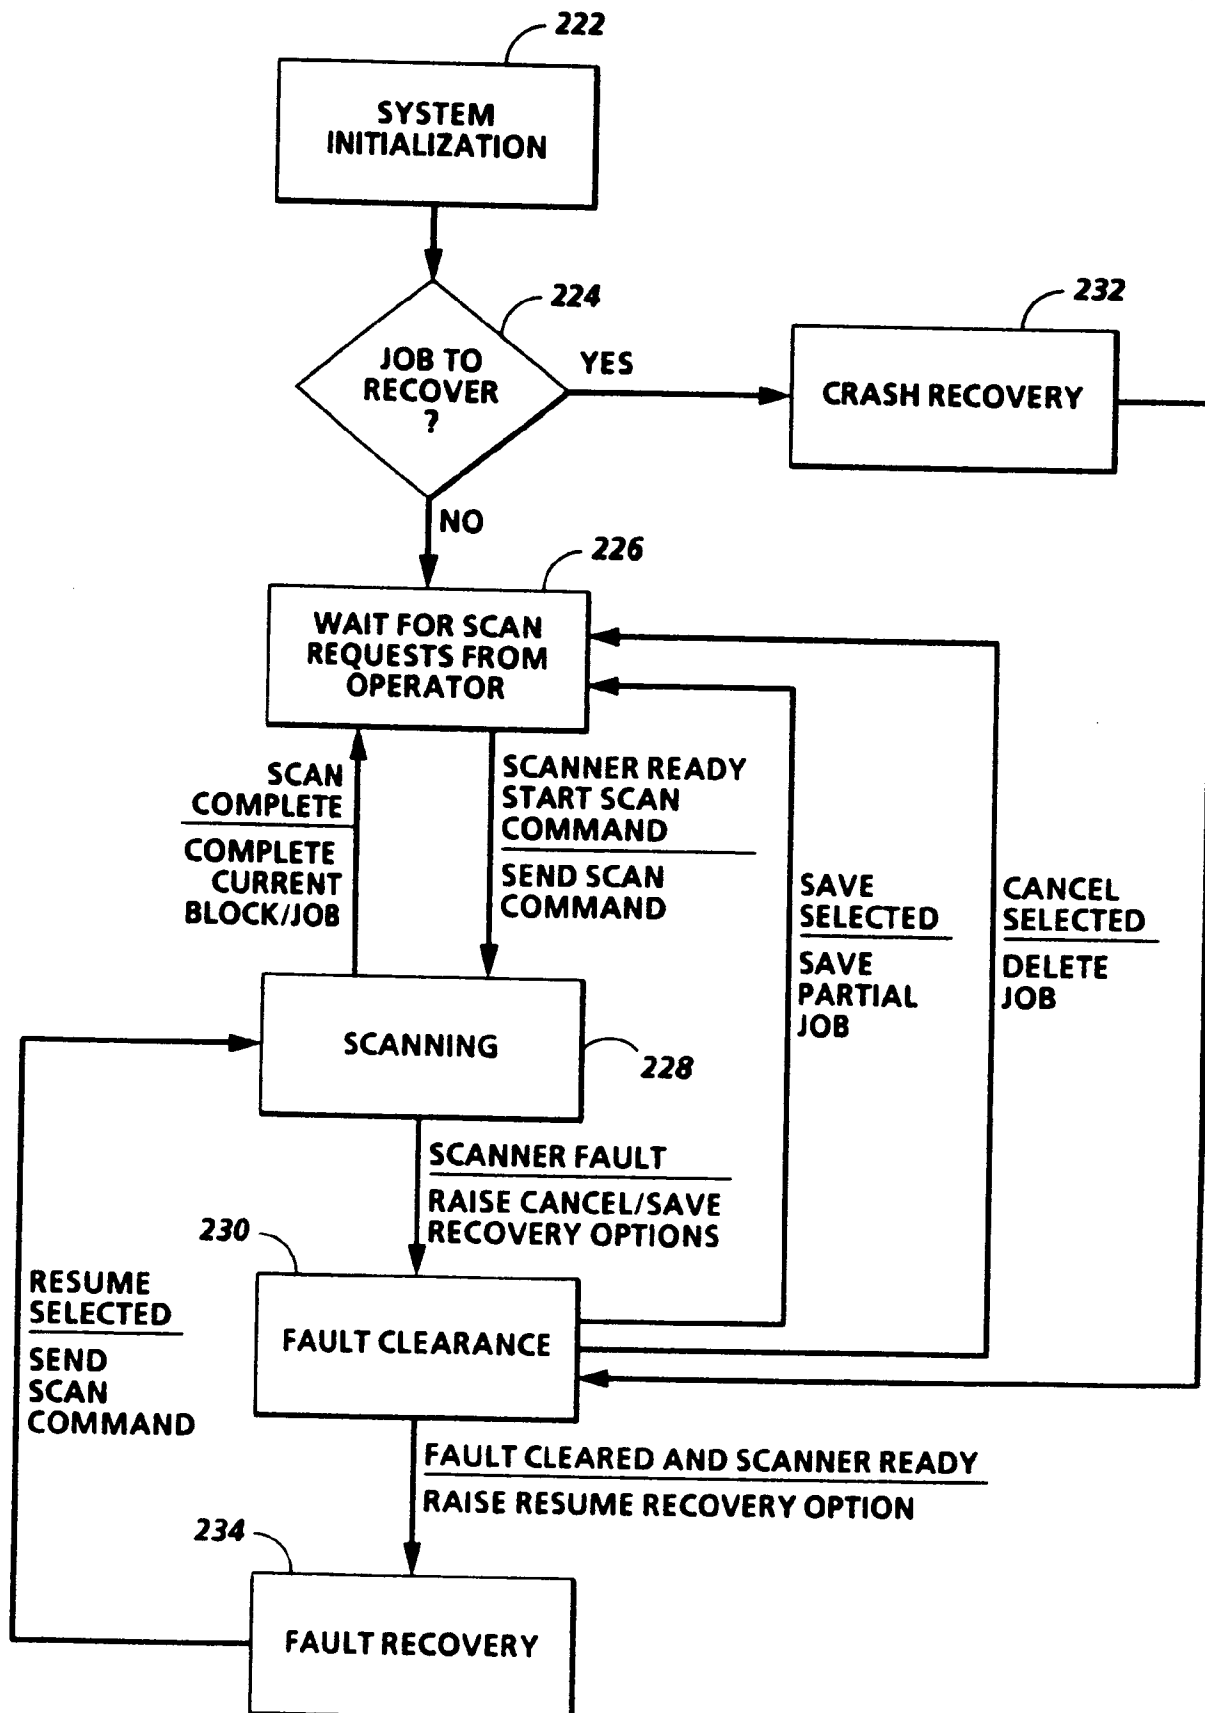 222
SYSTEM
INITIALIZATION
224
JOB TO
RECOVER
?
YES
232
CRASH RECOVERY
NO
226
WAIT FOR SCAN
REQUESTS FROM
OPERATOR
SCAN
COMPLETE
COMPLETE
CURRENT
BLOCK/JOB
SCANNER READY
START SCAN
COMMAND
SEND SCAN
COMMAND
SAVE
SELECTED
SAVE
PARTIAL
JOB
CANCEL
SELECTED
DELETE
JOB
SCANNING
228
SCANNER FAULT
RAISE CANCEL/SAVE
RECOVERY OPTIONS
230
FAULT CLEARANCE
RESUME
SELECTED
SEND
SCAN
COMMAND
FAULT CLEARED AND SCANNER READY
RAISE RESUME RECOVERY OPTION
234
FAULT RECOVERY